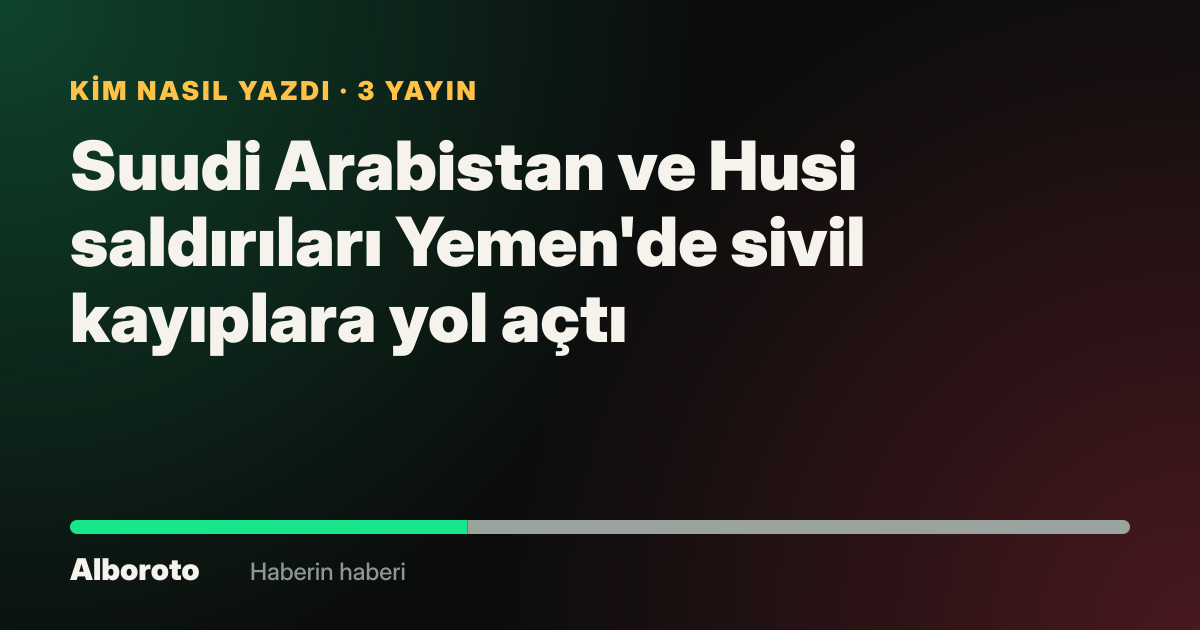 KİM NASIL YAZDI · 3 YAYIN
Suudi Arabistan ve Husi
saldırıları Yemen'de sivil
kayıplara yol açtı
Alboroto
Haberin haberi